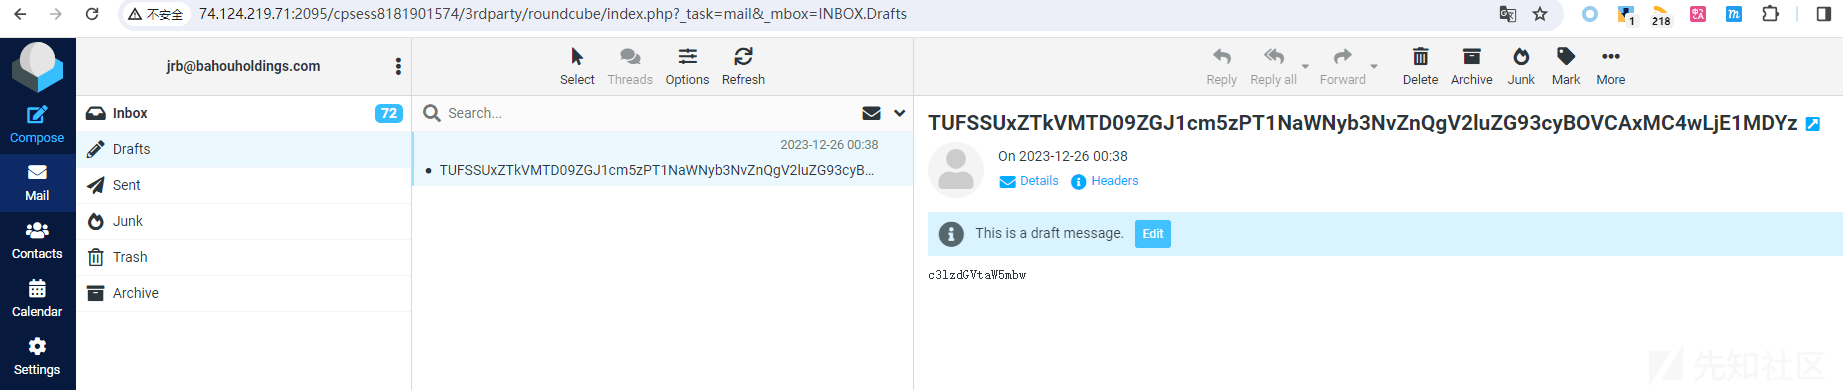 不安全
74.124.219.71:2095/cpsess8181901574/3rdparty/roundcube/index.php?_task=mail&_mbox=INBOX.Drafts
1
218
jrb@bahouholdings.com
Select
Threads
Options
Refresh
Reply
Reply all
Forward
Delete
Archive
Junk
Mark
More
Compose
Mail
Contacts
Calendar
Settings
Inbox
72
Drafts
Sent
Junk
Trash
Archive
Search...
2023-12-26 00:38
TUFSSUxZTkVMTD09ZGJ1cm5zPT1NaWNyb3NvZnQgV2luZG93cyB...
TUFSSUxZTkVMTD09ZGJ1cm5zPT1NaWNyb3NvZnQgV2luZG93cyBOVCAxMC4wLjE1MDYz
On 2023-12-26 00:38
Details
Headers
This is a draft message.
Edit
c3lzdGVtaW5mbw
先知社区